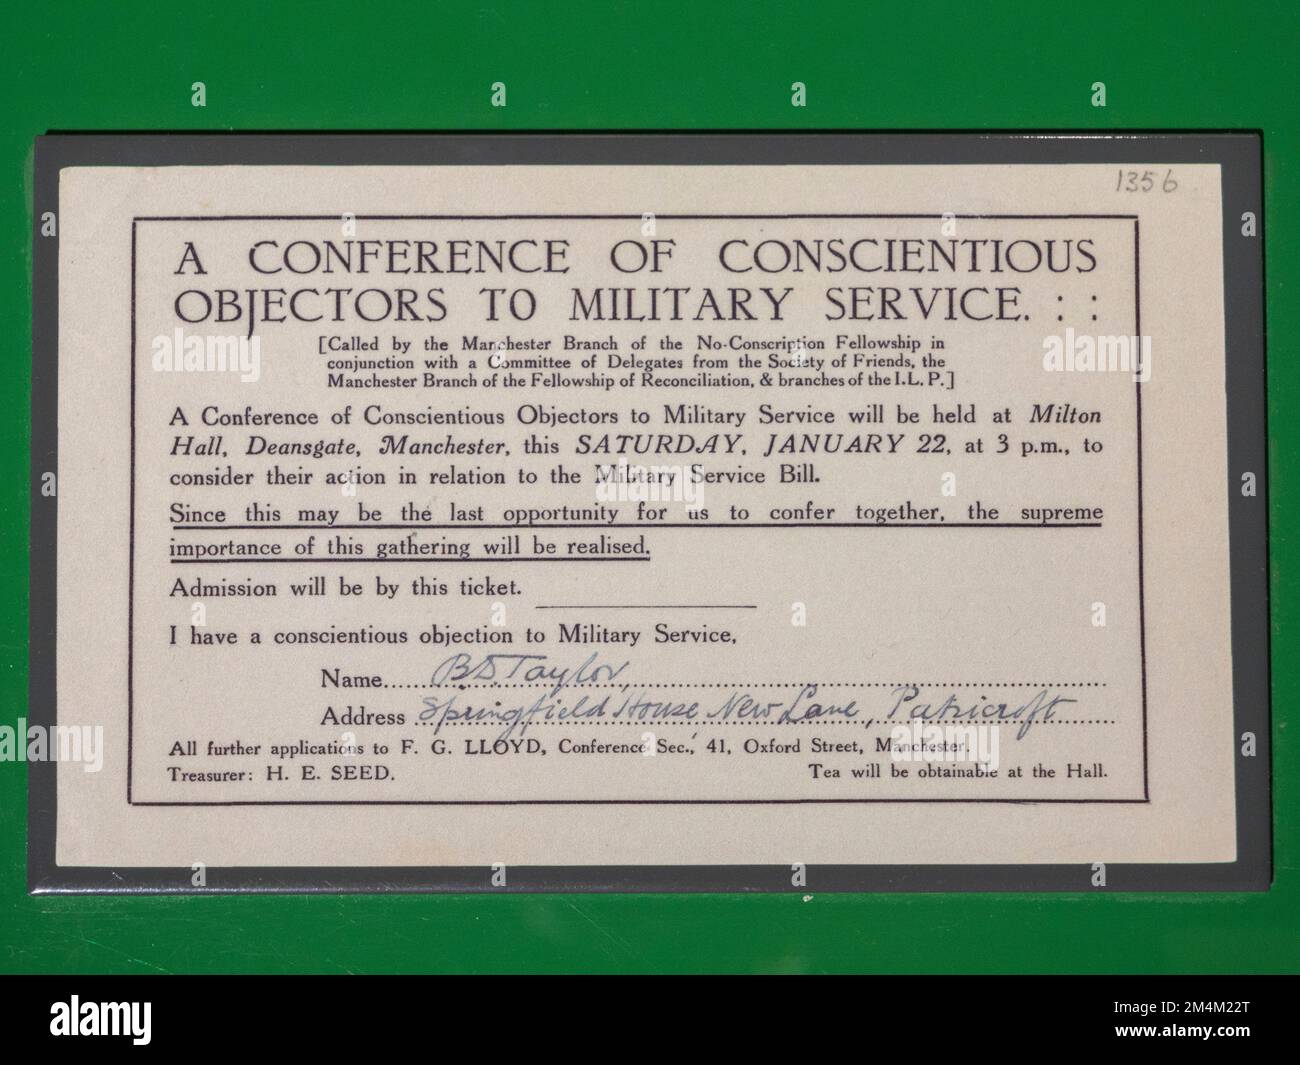 1356
A CONFERENCE OF CONSCIENTIOUS
OBJECTORS TO MILITARY SERVICE. : :
[Called by the Manchester Branch of the No-Conscription Fellowship in
conjunction with a Committee of Delegates from the Society of Friends, the
Manchester Branch of the Fellowship of Reconciliation, & branches of the I.L.P.]
A Conference of Conscientious Objectors to Military Service will be held at Milton
Hall, Deansgate, Manchester, this SATURDAY, JANUARY 22, at 3 p.m., to
consider their action in relation to the Military Service Bill.
Since this may be the last opportunity for us to confer together, the supreme
importance of this gathering will be realised.
Admission will be by this ticket.
I have a conscientious objection to Military Service,
Name..... B.D. Taylor,
Address Springfield House, New Lane, Patricroft
All further applications to F. G. LLOYD, Conference Sec., 41, Oxford Street, Manchester.
Treasurer: H. E. SEED. Tea will be obtainable at the Hall.
alamy
Image ID: 2M4M22T
www.alamy.com